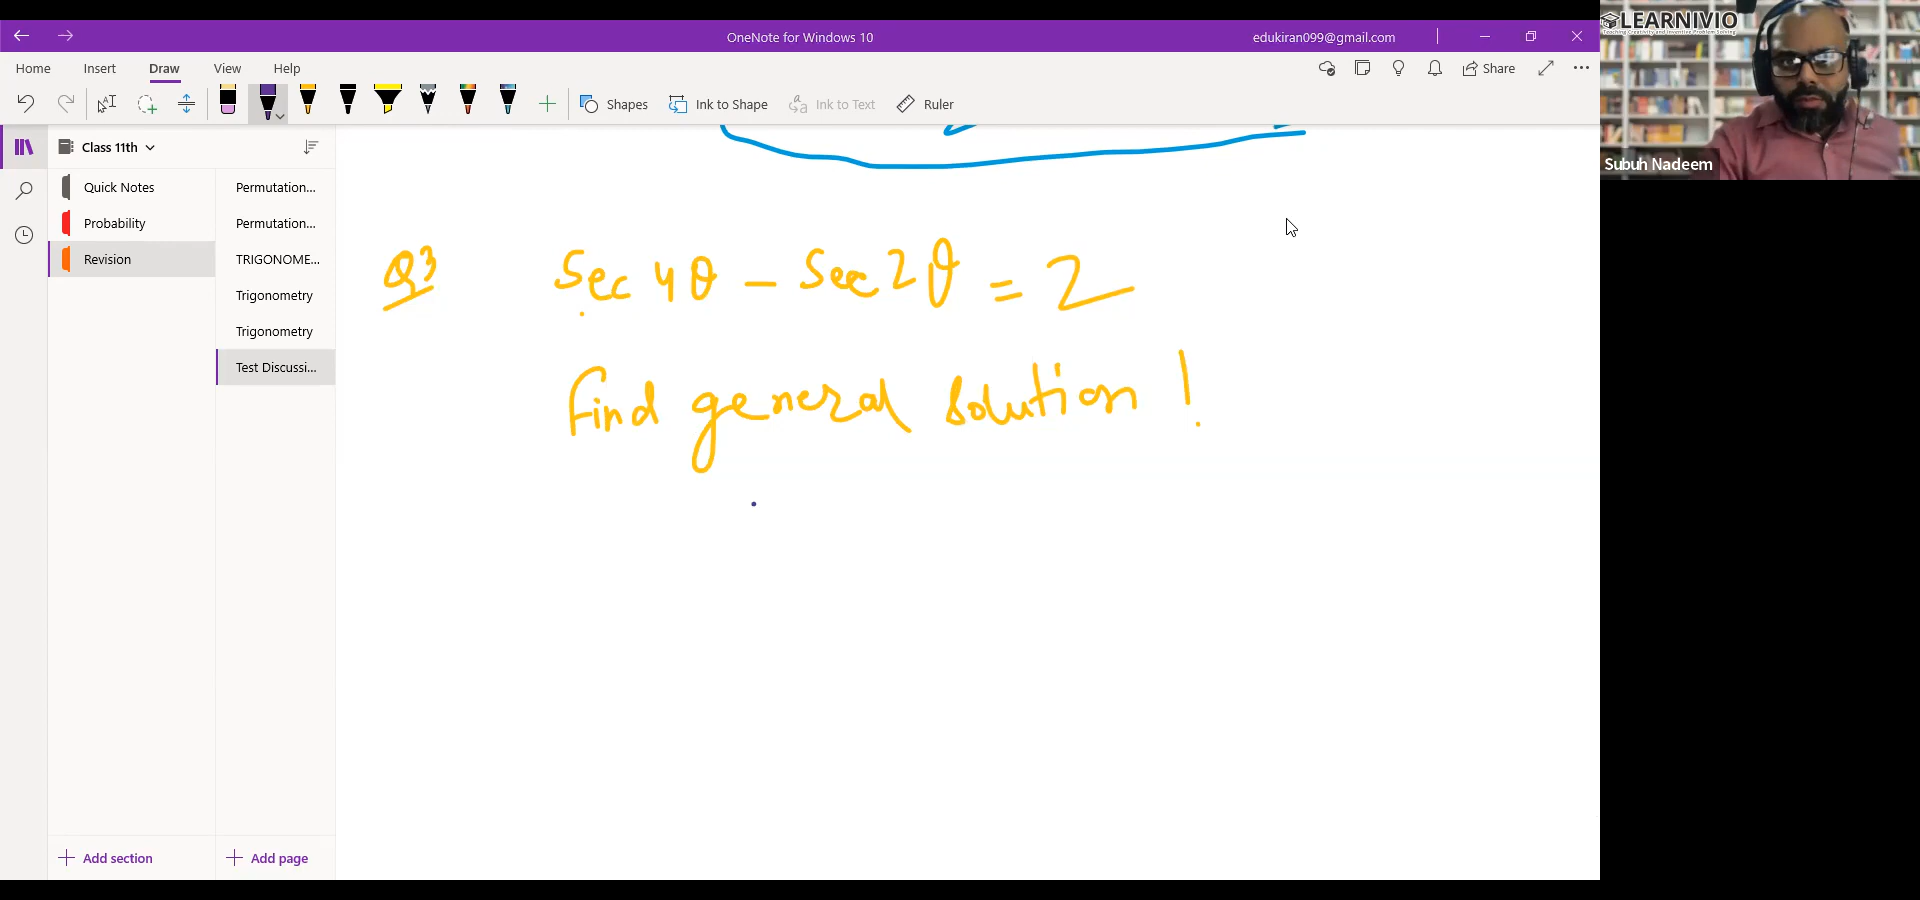 OneNote for Windows 10
edukiran099@gmail.com
LEARNIVIO
Home Insert Draw View Help
Share
Shapes Ink to Shape Ink to Text Ruler
Class 11th
Quick Notes
Probability
Revision
Permutation...
Permutation...
TRIGONOME...
Trigonometry
Trigonometry
Test Discussi...
Subuh Nadeem
Q3 Sec 4θ − Sec 2θ = 2
Find general solution !
Add section
Add page